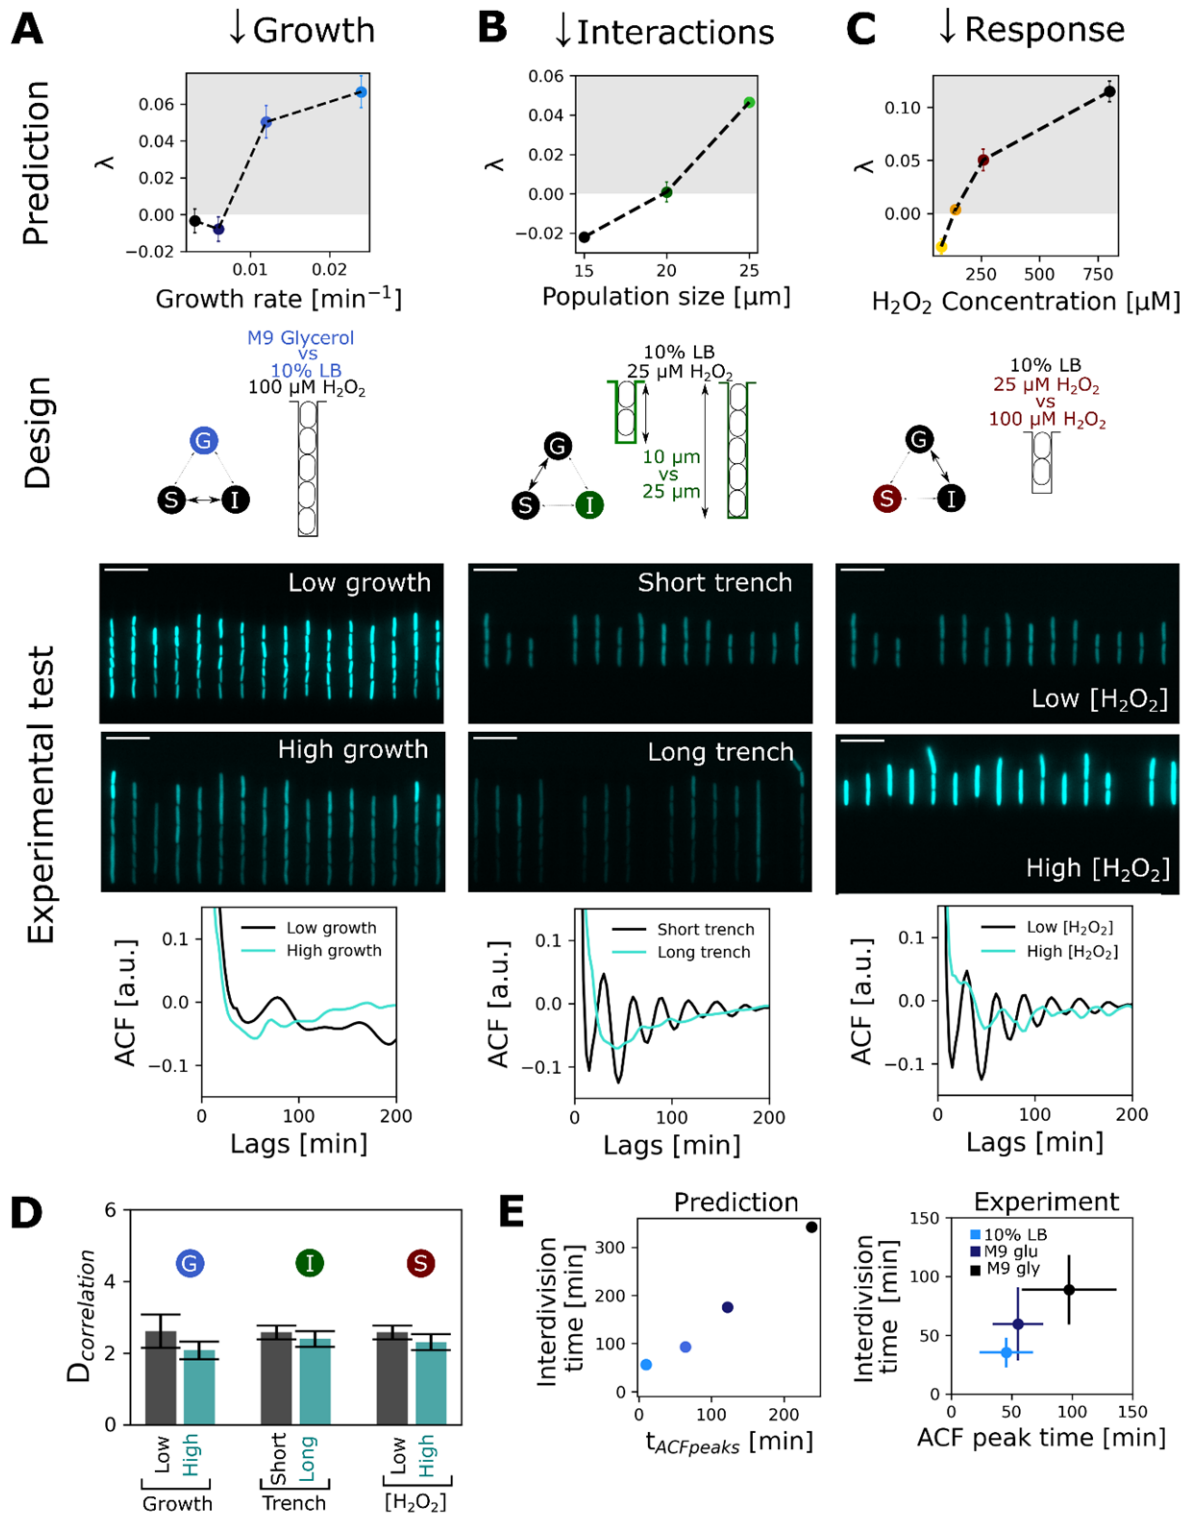 A
↓Growth
B
↓Interactions
C
↓Response
Prediction
λ
0.06
0.04
0.02
0.00
−0.02
0.01
0.02
Growth rate [min⁻¹]
λ
0.06
0.04
0.02
0.00
−0.02
15
20
25
Population size [µm]
λ
0.10
0.05
0.00
250
500
750
H₂O₂ Concentration [µM]
Design
M9 Glycerol
vs
10% LB
100 µM H₂O₂
G
S
I
10% LB
25 µM H₂O₂
10 µm
vs
25 µm
G
S
I
10% LB
25 µM H₂O₂
vs
100 µM H₂O₂
G
S
I
Experimental test
Low growth
Short trench
Low [H₂O₂]
High growth
Long trench
High [H₂O₂]
ACF [a.u.]
0.1
0.0
−0.1
Low growth
High growth
0
100
200
Lags [min]
ACF [a.u.]
0.1
0.0
−0.1
Short trench
Long trench
0
100
200
Lags [min]
ACF [a.u.]
0.1
0.0
−0.1
Low [H₂O₂]
High [H₂O₂]
0
100
200
Lags [min]
D
Dcorrelation
6
4
2
0
G
I
S
Low
High
Short
Long
Low
High
Growth
Trench
[H₂O₂]
E
Prediction
Interdivision
time [min]
300
200
100
0
0
100
200
tACFpeaks [min]
Experiment
Interdivision
time [min]
150
100
50
0
10% LB
M9 glu
M9 gly
0
50
100
150
ACF peak time [min]